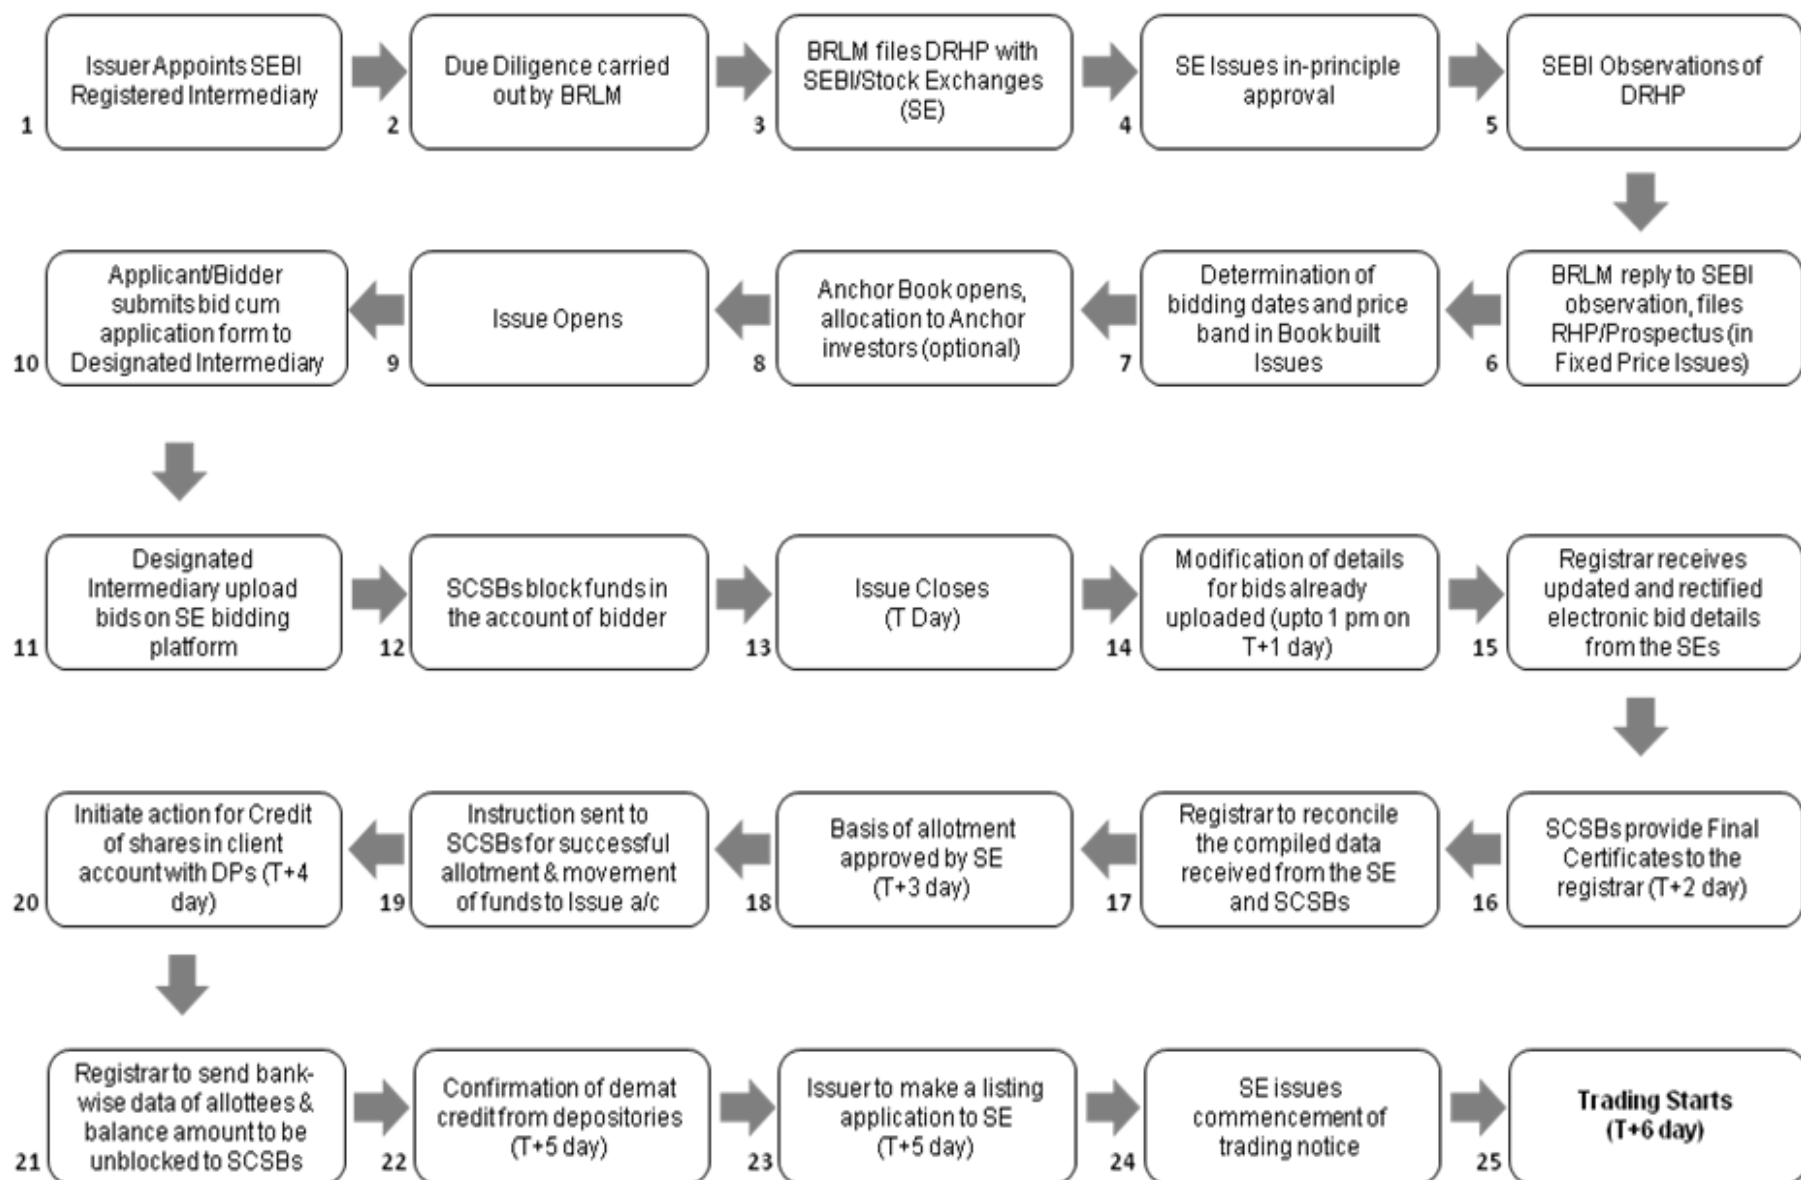 Issuer Appoints SEBI
Registered Intermediary
1
Due Diligence carried
out by BRLM
2
BRLM files DRHP with
SEBI/Stock Exchanges
(SE)
3
SE Issues in-principle
approval
4
SEBI Observations of
DRHP
5
BRLM reply to SEBI
observation, files
RHP/Prospectus (in
Fixed Price Issues)
6
Determination of
bidding dates and price
band in Book built
Issues
7
Anchor Book opens,
allocation to Anchor
investors (optional)
8
Issue Opens
9
Applicant/Bidder
submits bid cum
application form to
Designated Intermediary
10
Designated
Intermediary upload
bids on SE bidding
platform
11
SCSBs block funds in
the account of bidder
12
Issue Closes
(T Day)
13
Modification of details
for bids already
uploaded (upto 1 pm on
T+1 day)
14
Registrar receives
updated and rectified
electronic bid details
from the SEs
15
SCSBs provide Final
Certificates to the
registrar (T+2 day)
16
Registrar to reconcile
the compiled data
received from the SE
and SCSBs
17
Basis of allotment
approved by SE
(T+3 day)
18
Instruction sent to
SCSBs for successful
allotment & movement
of funds to Issue a/c
19
Initiate action for Credit
of shares in client
account with DPs (T+4
day)
20
Registrar to send bank-
wise data of allottees &
balance amount to be
unblocked to SCSBs
21
Confirmation of demat
credit from depositories
(T+5 day)
22
Issuer to make a listing
application to SE
(T+5 day)
23
SE issues
commencement of
trading notice
24
Trading Starts
(T+6 day)
25